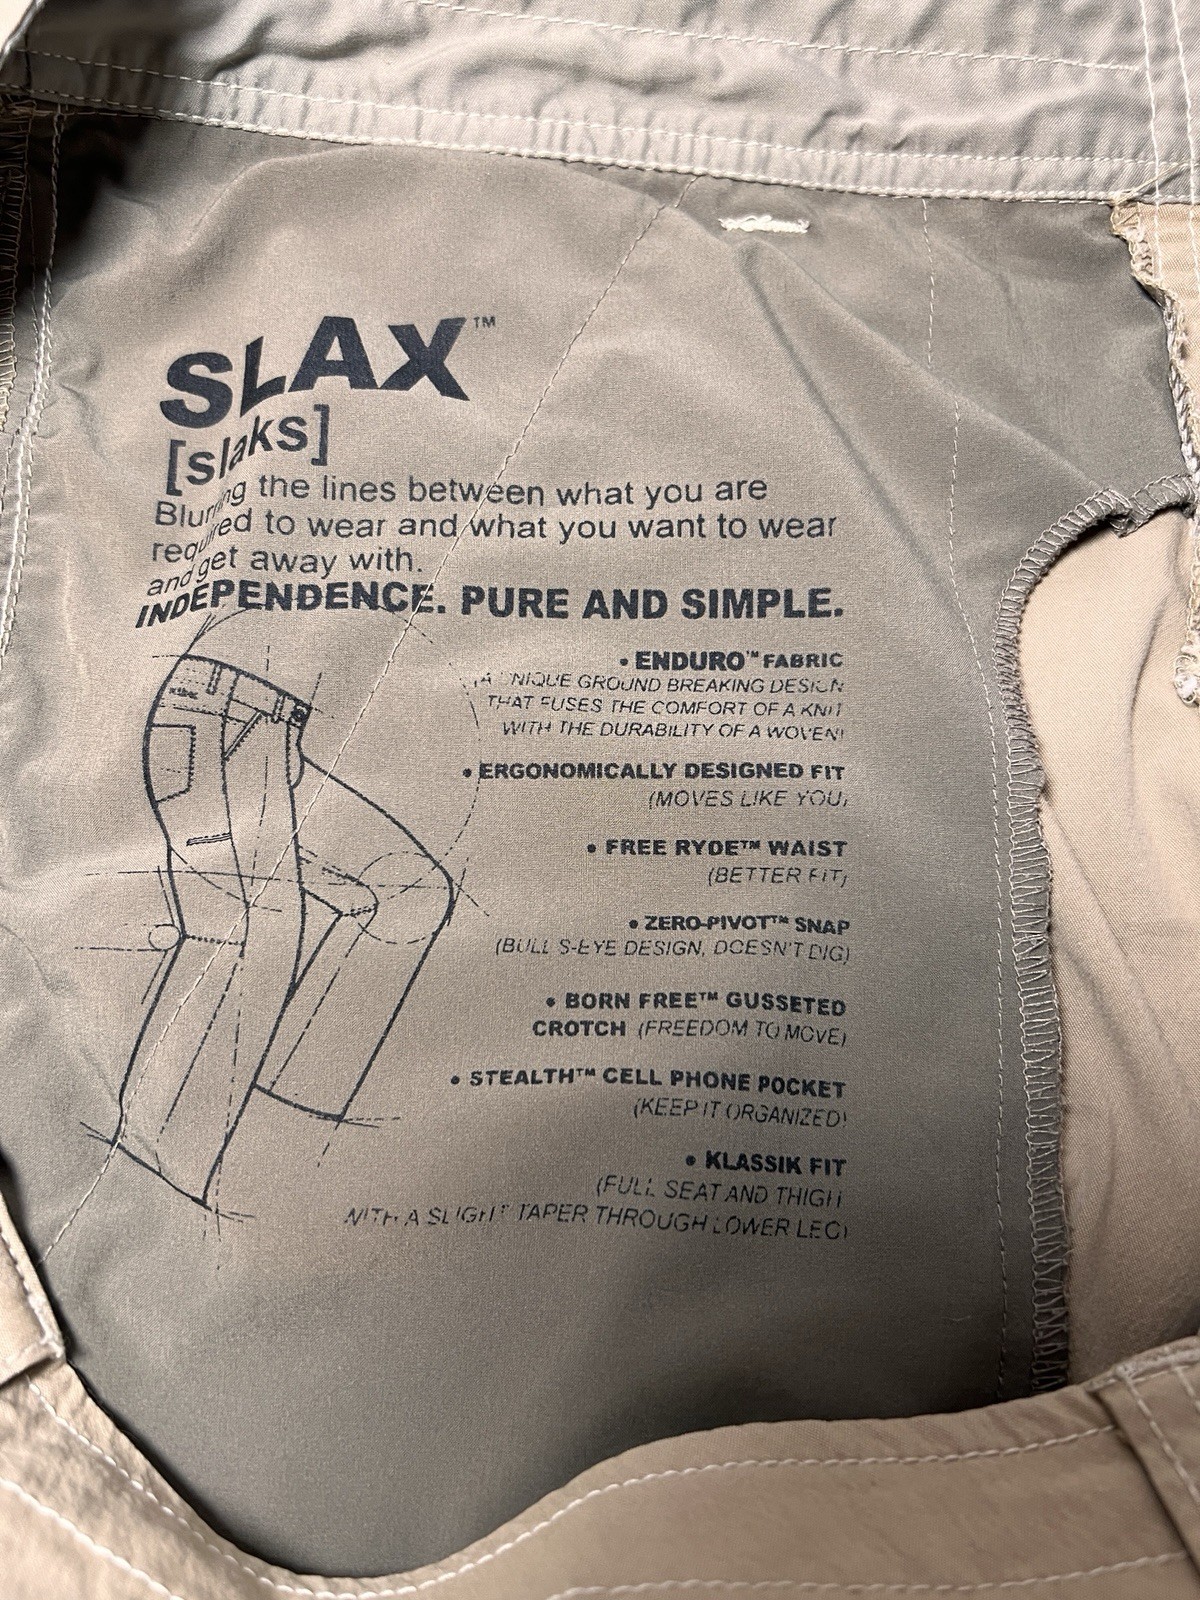 SLAX™
[slaks]
Blurring the lines between what you are
required to wear and what you want to wear
and get away with.
INDEPENDENCE. PURE AND SIMPLE.
• ENDURO™ FABRIC
(A UNIQUE GROUND BREAKING DESIGN
THAT FUSES THE COMFORT OF A KNIT
WITH THE DURABILITY OF A WOVEN)
• ERGONOMICALLY DESIGNED FIT
(MOVES LIKE YOU)
• FREE RYDE™ WAIST
(BETTER FIT)
• ZERO-PIVOT™ SNAP
(BULL'S-EYE DESIGN, DOESN'T DIG)
• BORN FREE™ GUSSETED
CROTCH (FREEDOM TO MOVE)
• STEALTH™ CELL PHONE POCKET
(KEEP IT ORGANIZED)
• KLASSIK FIT
(FULL SEAT AND THIGH
WITH A SLIGHT TAPER THROUGH LOWER LEG)